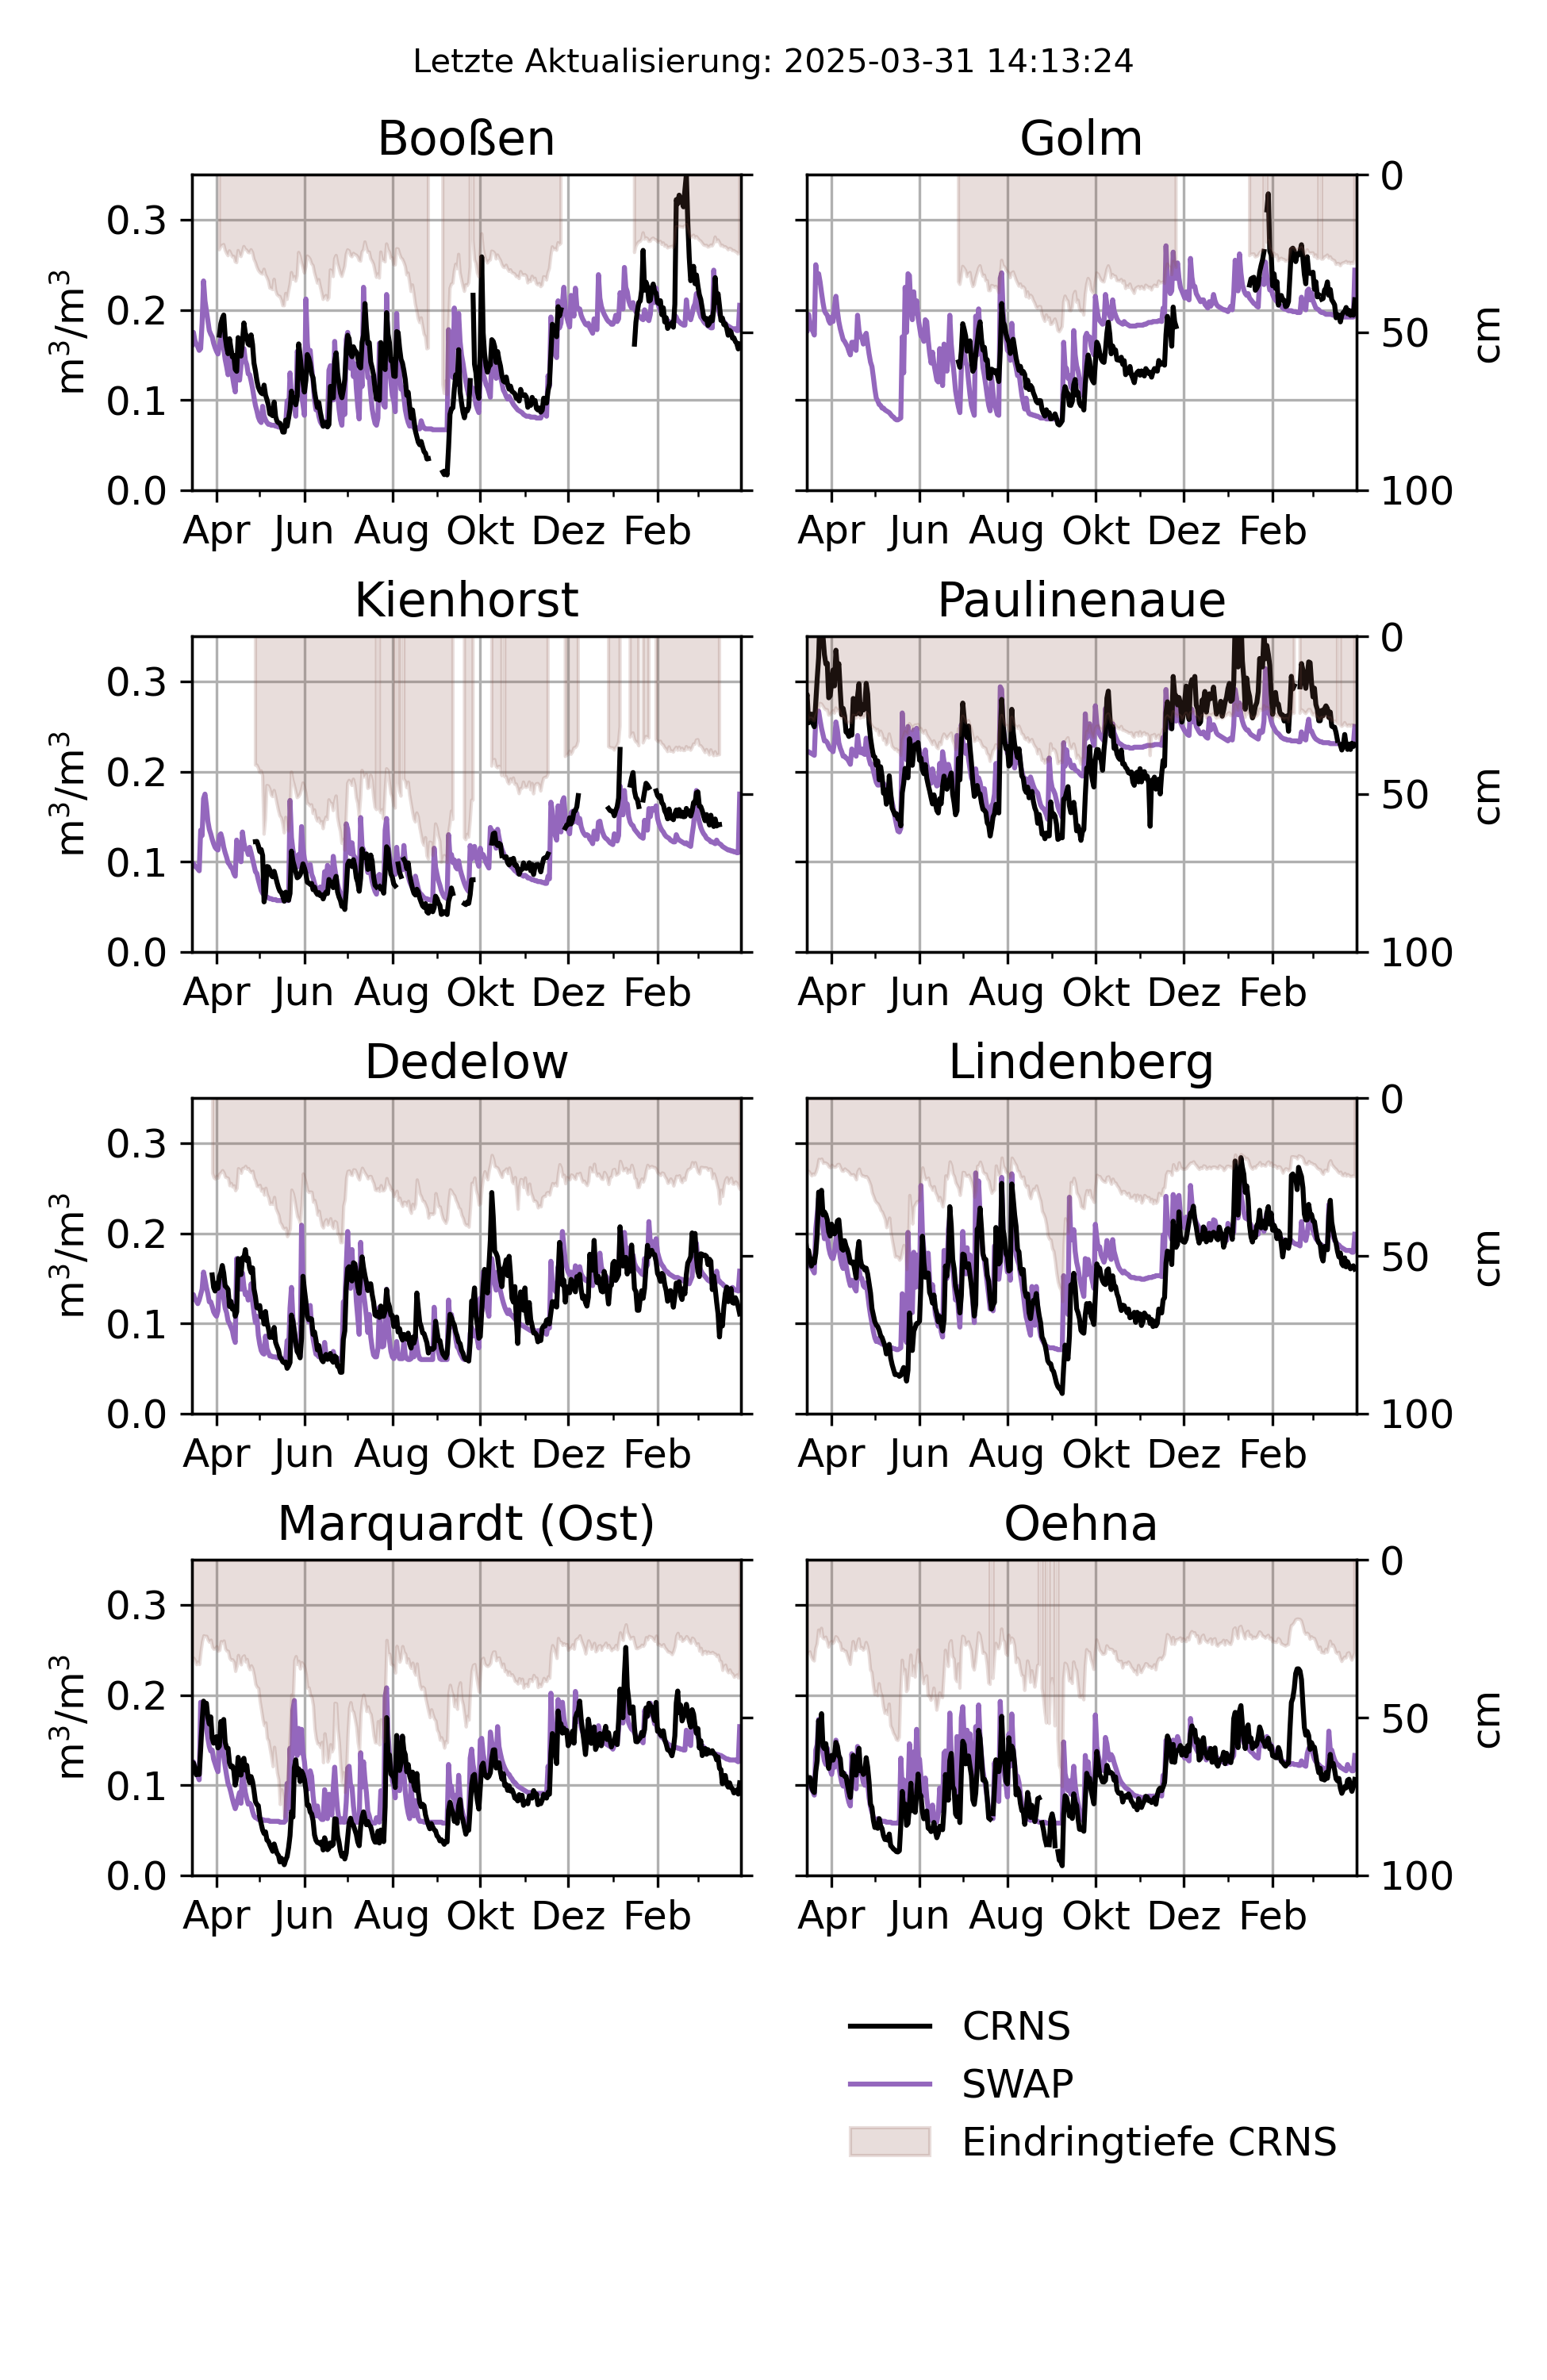 Letzte Aktualisierung: 2025-03-31 14:13:24
Booßen
Golm
0.3
0.2
0.1
0.0
m³/m³
Apr Jun Aug Okt Dez Feb
Apr Jun Aug Okt Dez Feb
0
50
100
cm
Kienhorst
Paulinenaue
0.3
0.2
0.1
0.0
m³/m³
Apr Jun Aug Okt Dez Feb
Apr Jun Aug Okt Dez Feb
0
50
100
cm
Dedelow
Lindenberg
0.3
0.2
0.1
0.0
m³/m³
Apr Jun Aug Okt Dez Feb
Apr Jun Aug Okt Dez Feb
0
50
100
cm
Marquardt (Ost)
Oehna
0.3
0.2
0.1
0.0
m³/m³
Apr Jun Aug Okt Dez Feb
Apr Jun Aug Okt Dez Feb
0
50
100
cm
CRNS
SWAP
Eindringtiefe CRNS